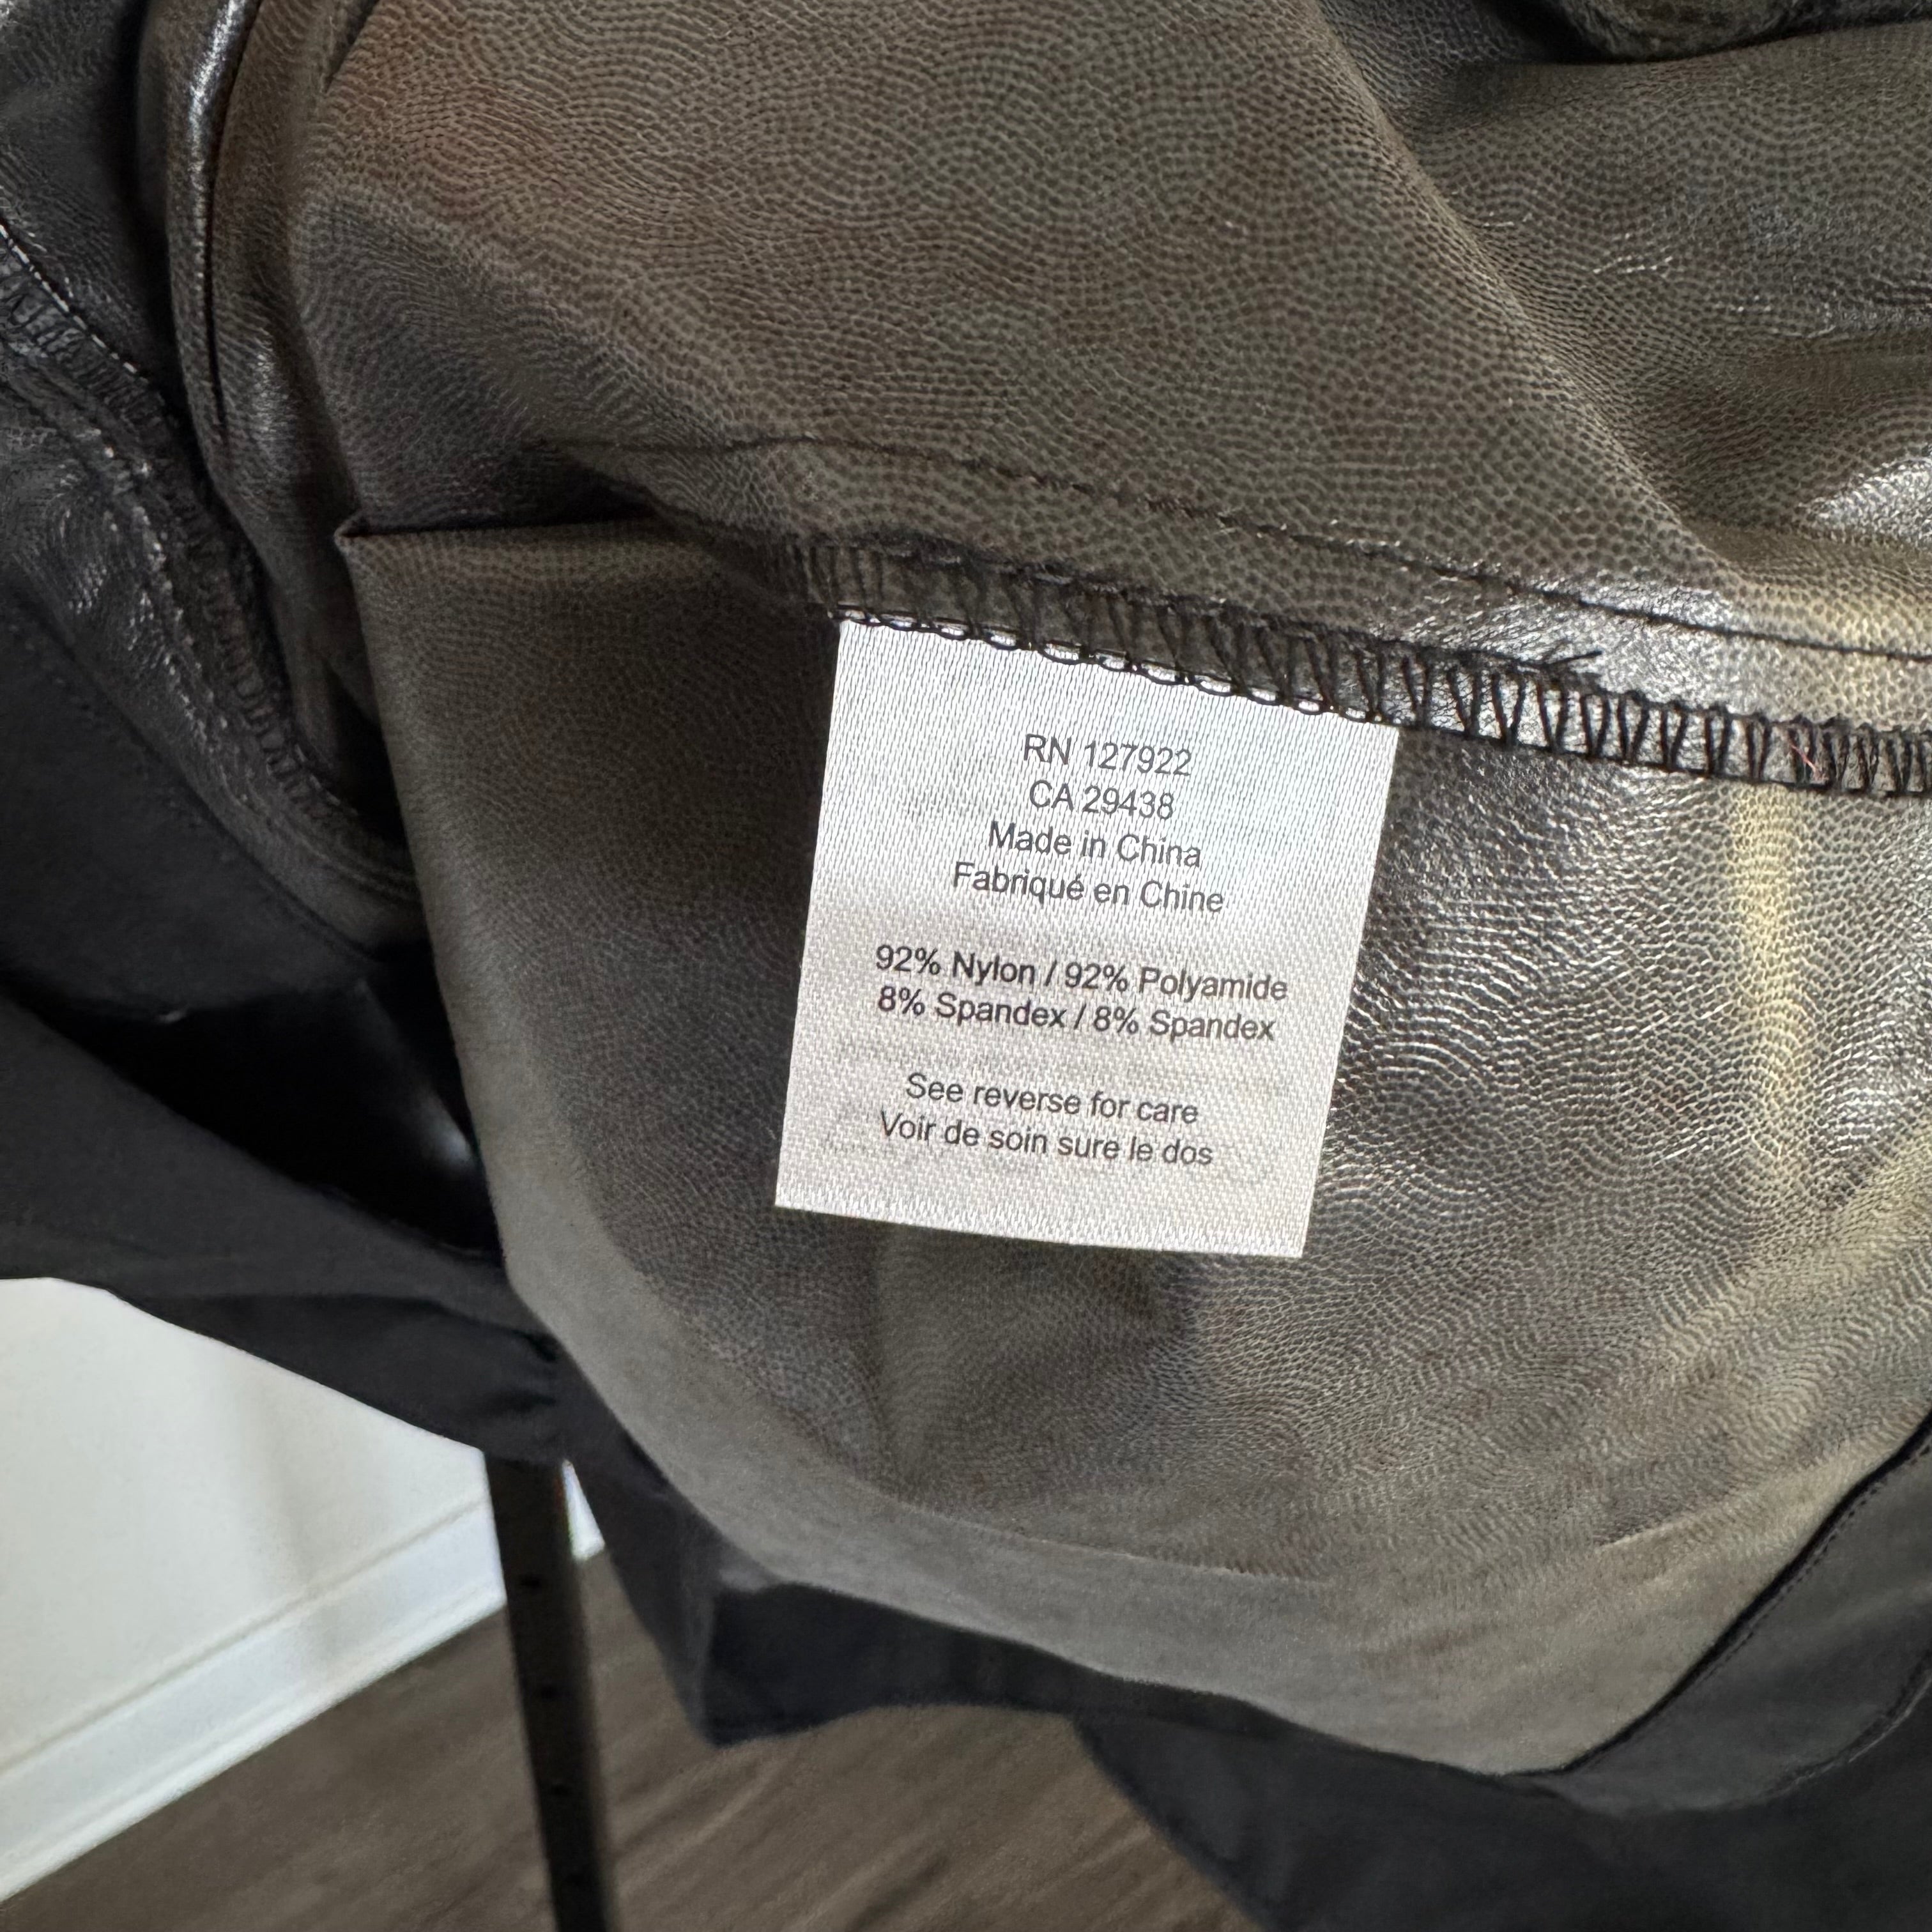 RN 127922
CA 29438
Made in China
Fabriqué en Chine
92% Nylon / 92% Polyamide
8% Spandex / 8% Spandex
See reverse for care
Voir de soin sure le dos